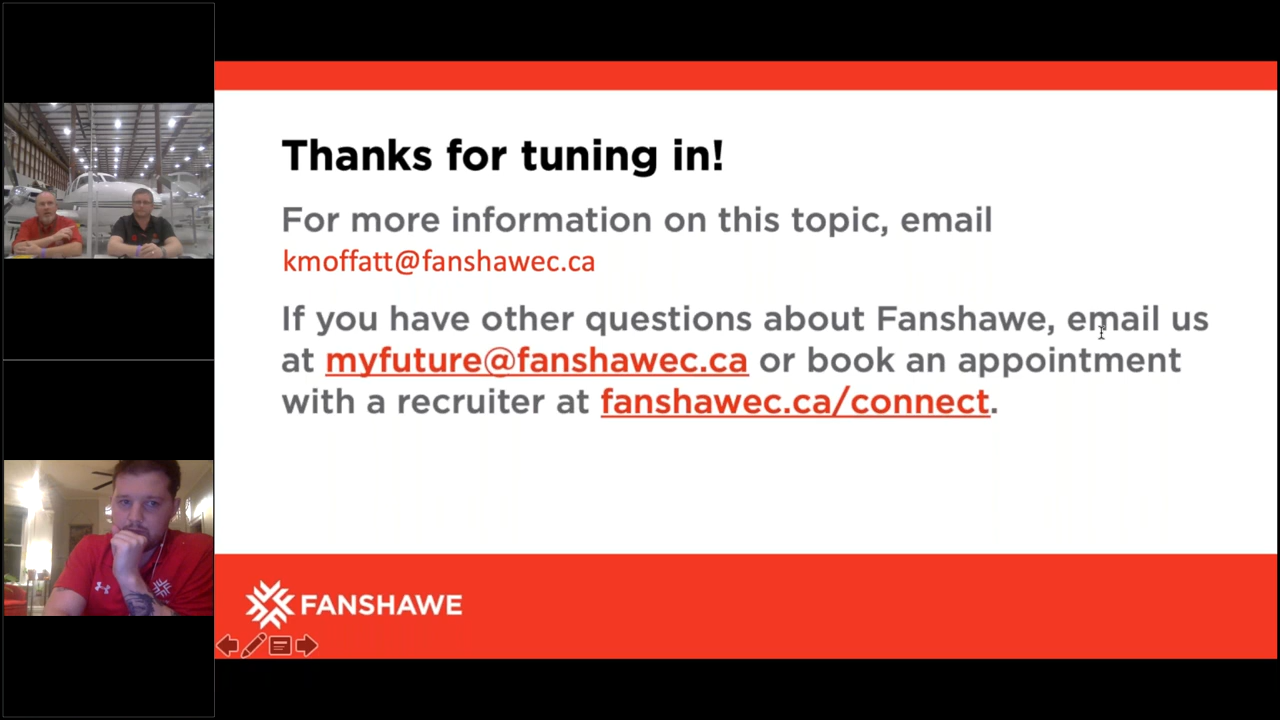 Thanks for tuning in!
For more information on this topic, email
kmoffatt@fanshawec.ca
If you have other questions about Fanshawe, email us
at myfuture@fanshawec.ca or book an appointment
with a recruiter at fanshawec.ca/connect.
FANSHAWE